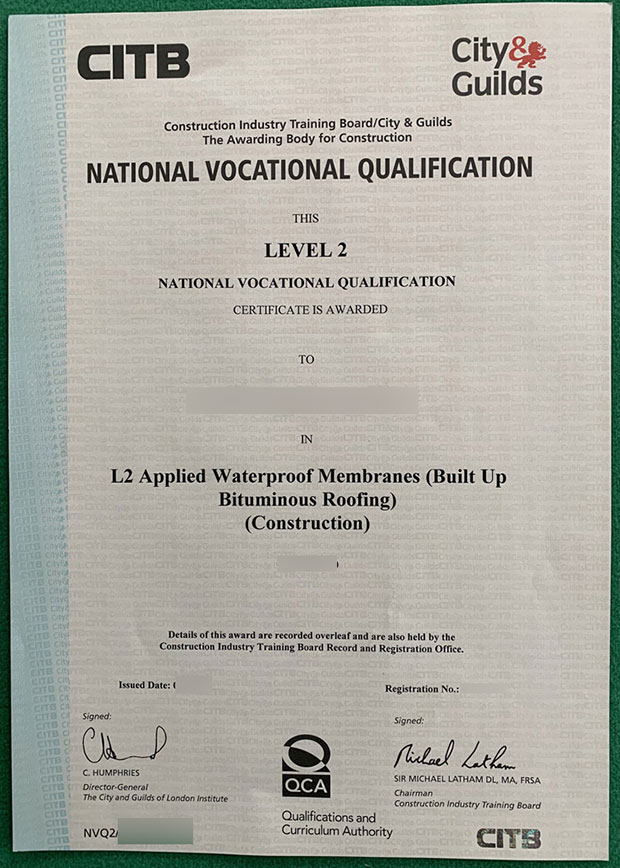 CITB
City&
Guilds
Construction Industry Training Board/City & Guilds
The Awarding Body for Construction
NATIONAL VOCATIONAL QUALIFICATION
THIS
LEVEL 2
NATIONAL VOCATIONAL QUALIFICATION
CERTIFICATE IS AWARDED
TO
IN
L2 Applied Waterproof Membranes (Built Up
Bituminous Roofing)
(Construction)
Details of this award are recorded overleaf and are also held by the
Construction Industry Training Board Record and Registration Office.
Issued Date:
Registration No.:
Signed:
Signed:
Michael Latham
C. HUMPHRIES
SIR MICHAEL LATHAM DL, MA, FRSA
Director-General
Chairman
The City and Guilds of London Institute
Construction Industry Training Board
QCA
Qualifications and
Curriculum Authority
NVQ2/
CITB